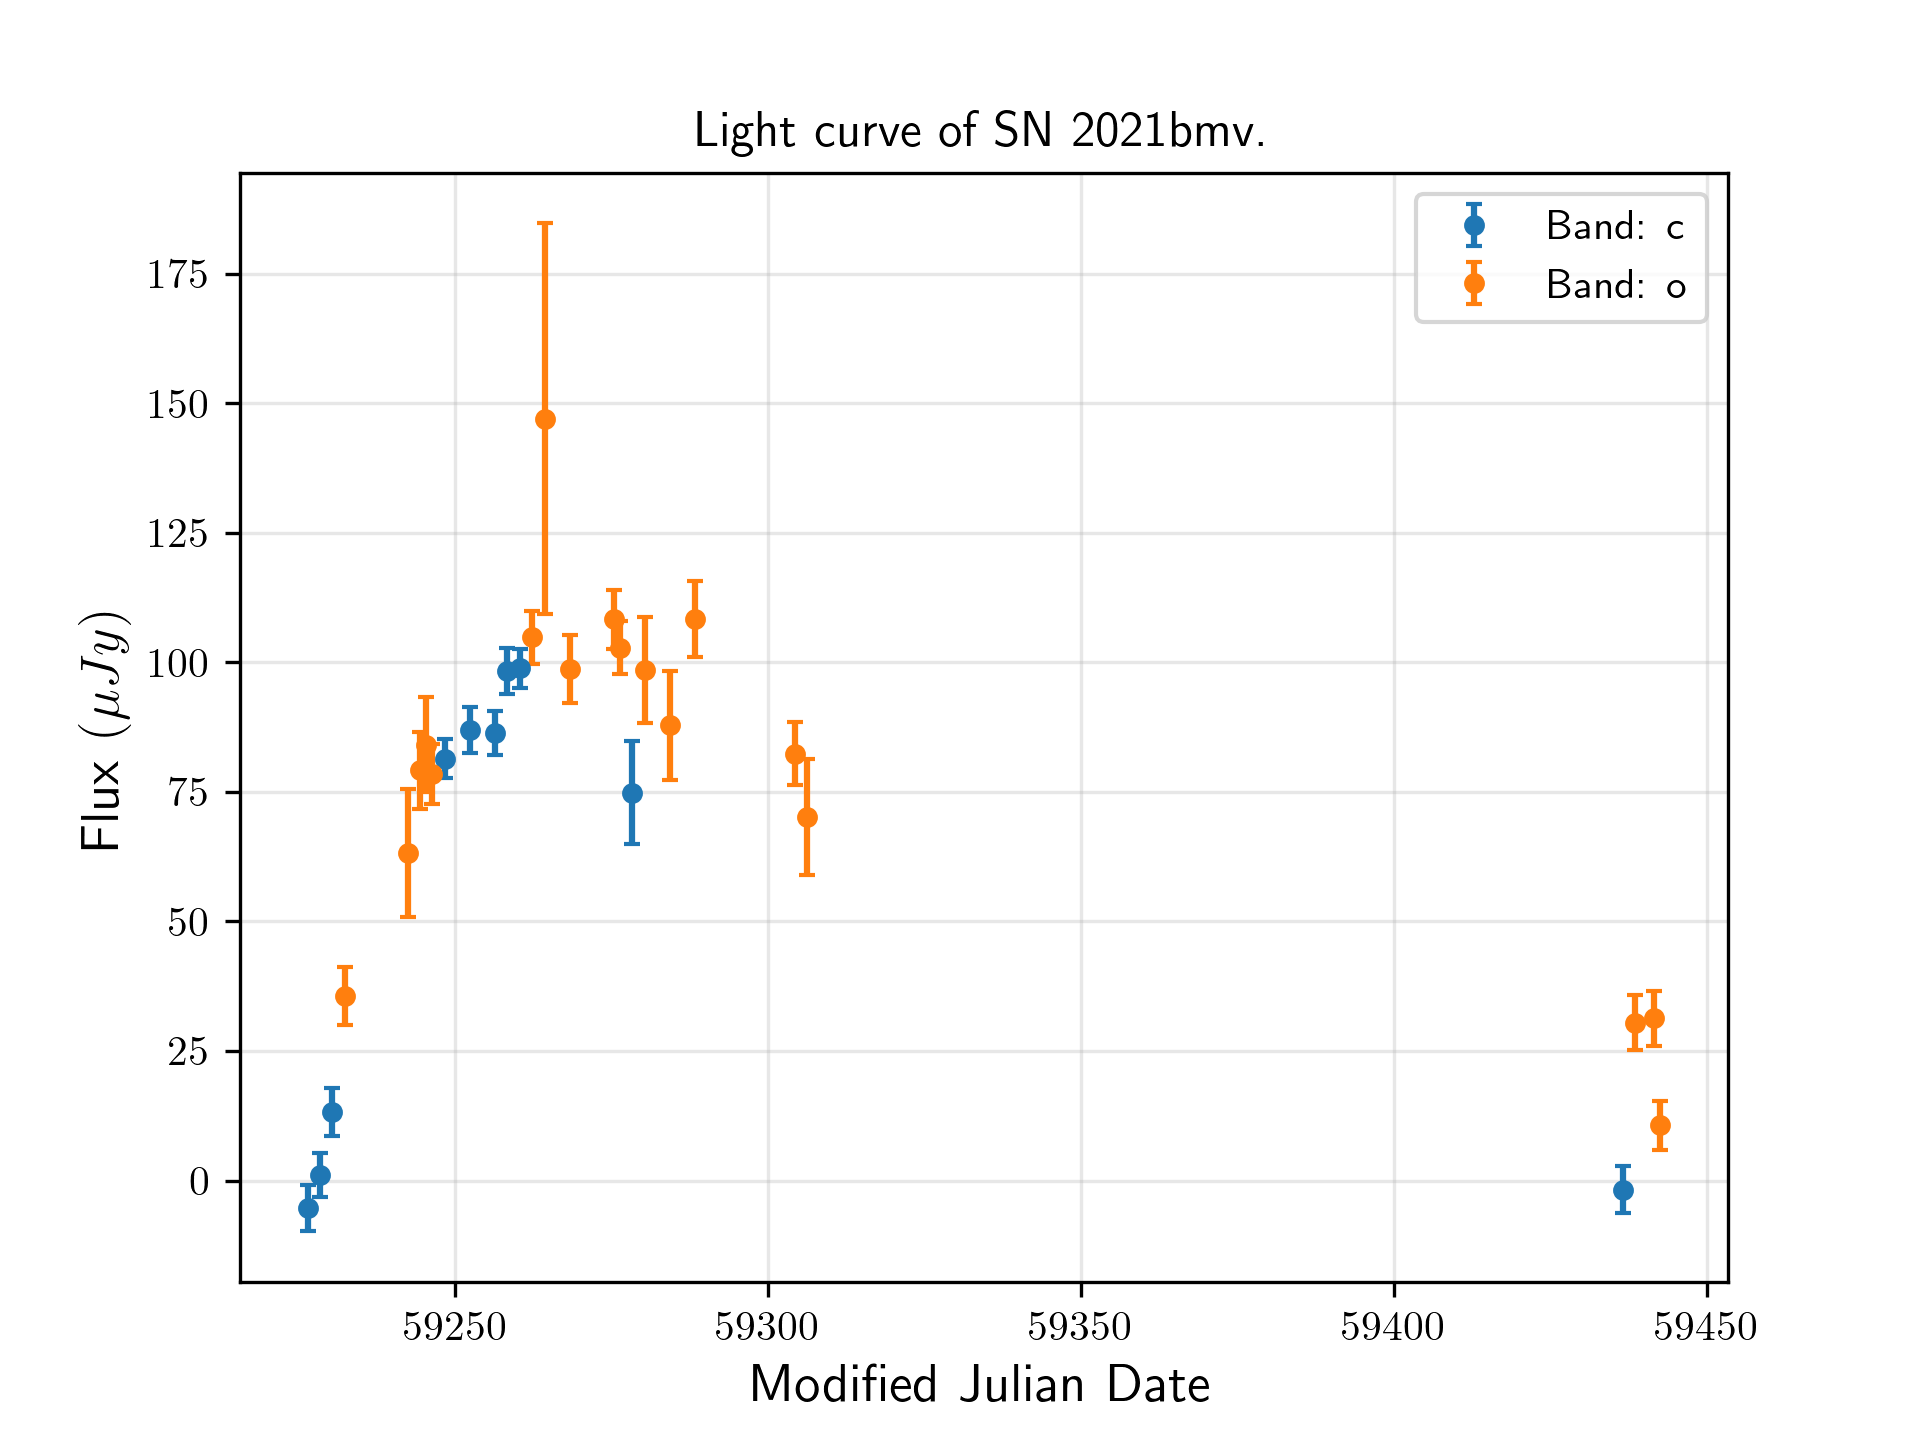 Light curve of SN 2021bmv.
Band: c
Band: o
175
150
125
100
75
50
25
0
Flux (μJy)
59250 59300 59350 59400 59450
Modified Julian Date